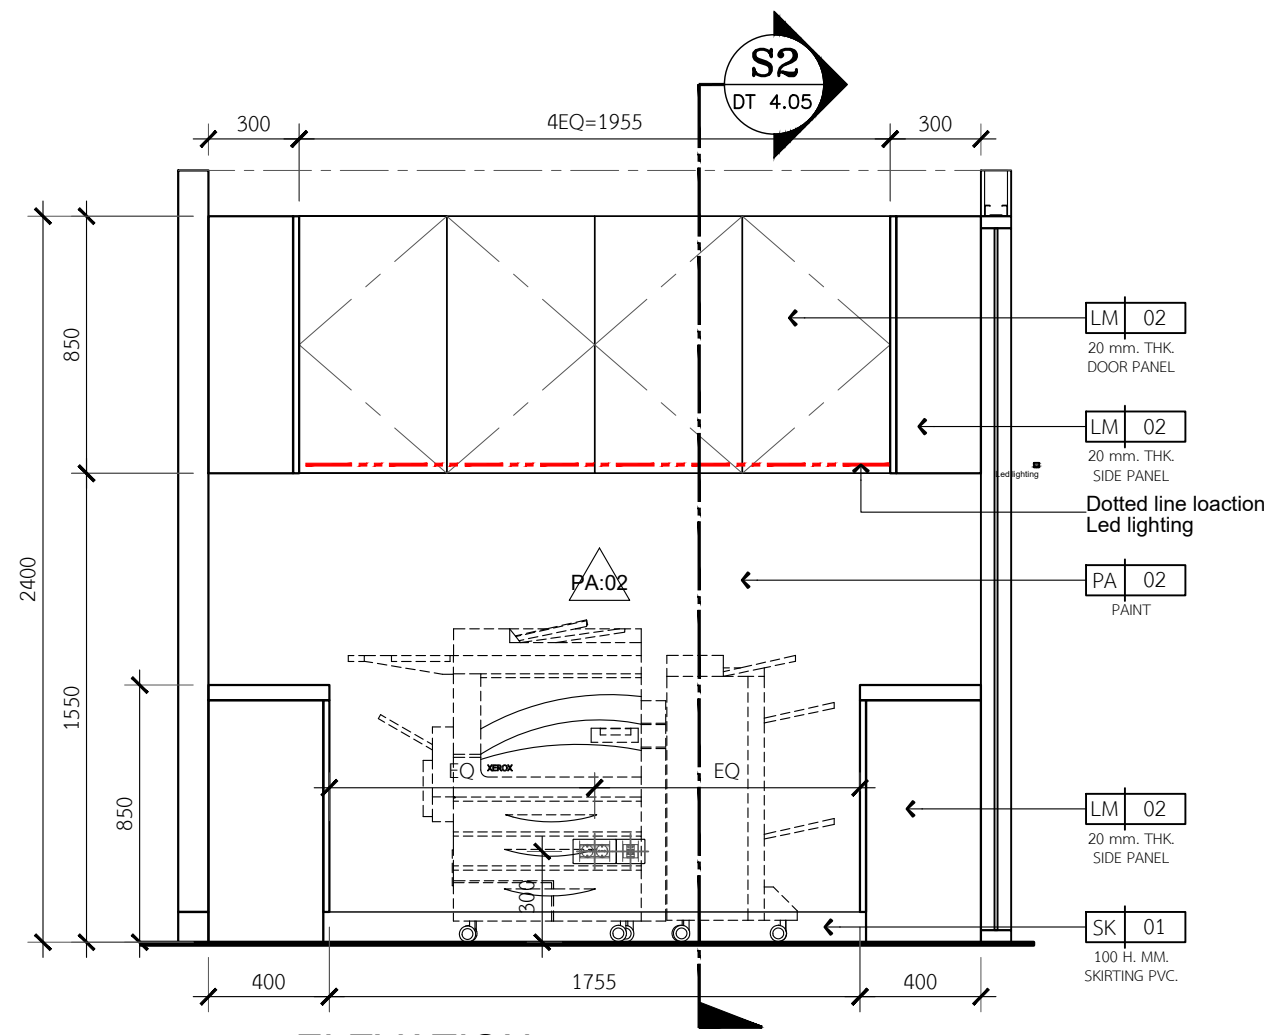 S2
DT 4.05
300
4EQ=1955
300
850
2400
1550
850
LM 02
20 mm. THK.
DOOR PANEL
LM 02
20 mm. THK.
SIDE PANEL
Led lighting
Dotted line loaction
Led lighting
PA:02
PA 02
PAINT
EQ
XEROX
EQ
LM 02
20 mm. THK.
SIDE PANEL
300
SK 01
100 H. MM.
SKIRTING PVC.
400
1755
400
ELEVATION